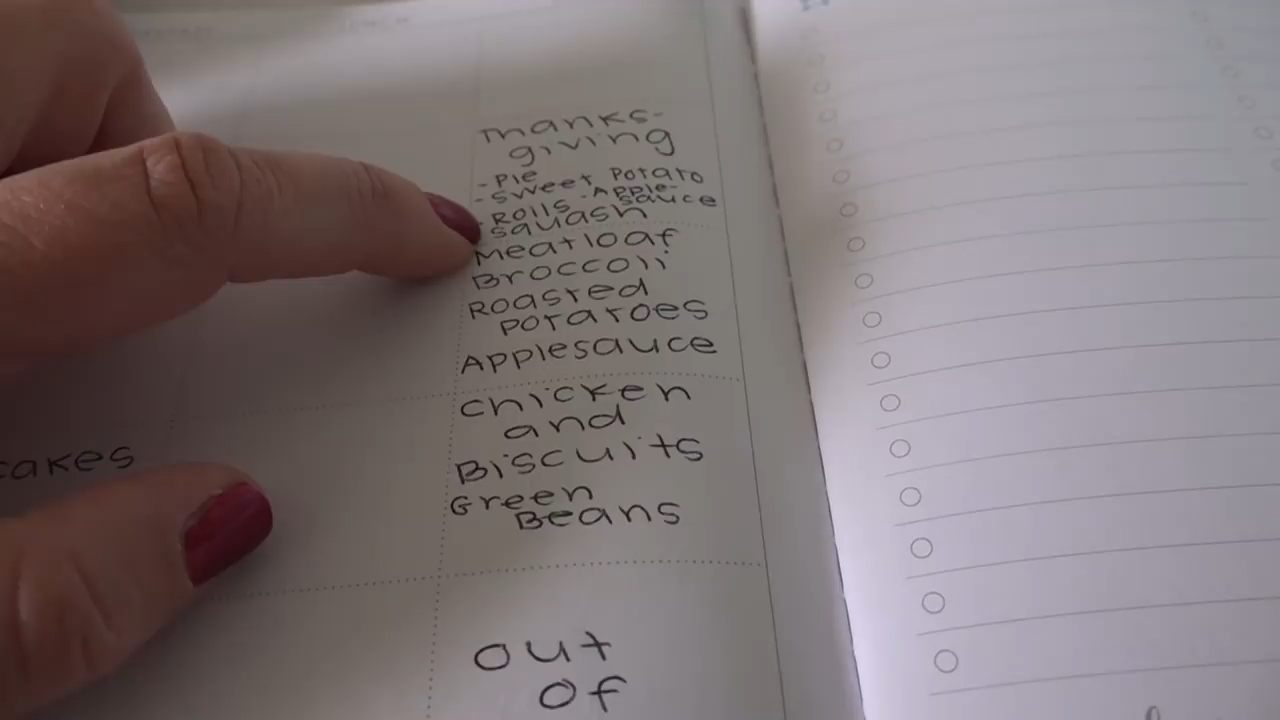 Thanks-
giving
- Pie
- Sweet Potato
- Rolls - Apple-
sauce
Squash
Meatloaf
Broccoli
Roasted
Potatoes
Applesauce
Chicken
and
Biscuits
Green
Beans
cakes
out
of